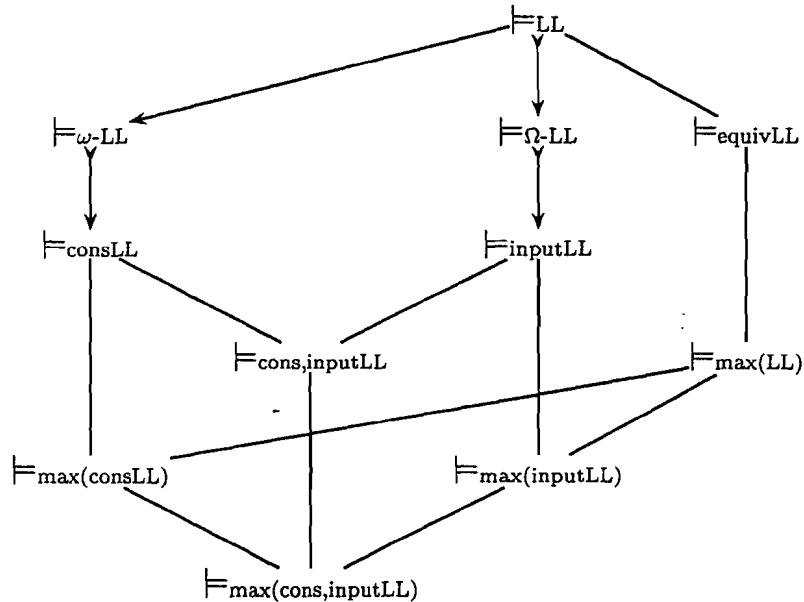 ⊨LL
⊨ω-LL ⊨Ω-LL ⊨equivLL
⊨consLL ⊨inputLL
⊨cons,inputLL ⊨max(LL)
⊨max(consLL) ⊨max(inputLL)
⊨max(cons,inputLL)